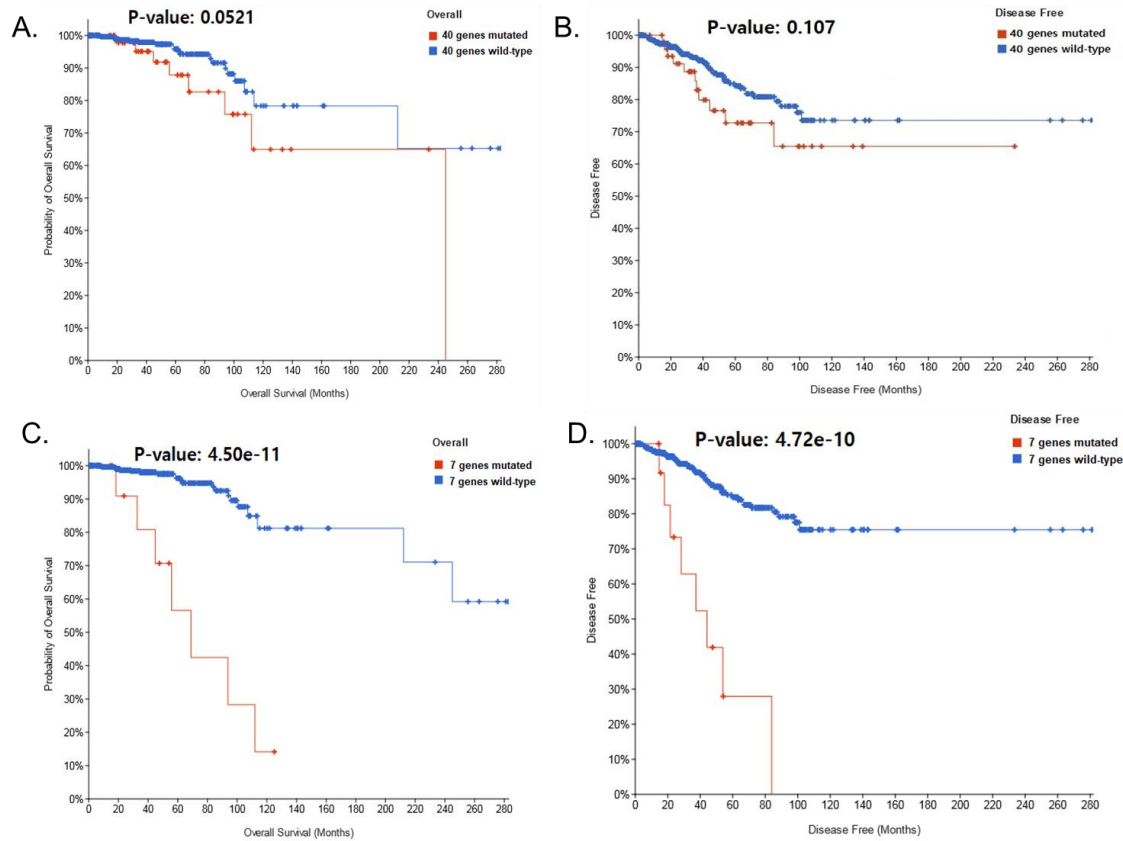 A.
P-value: 0.0521
Overall
40 genes mutated
40 genes wild-type
100%
90%
80%
70%
60%
50%
40%
30%
20%
10%
0%
Probability of Overall Survival
0 20 40 60 80 100 120 140 160 180 200 220 240 260 280
Overall Survival (Months)
B.
P-value: 0.107
Disease Free
40 genes mutated
40 genes wild-type
100%
90%
80%
70%
60%
50%
40%
30%
20%
10%
0%
Disease Free
0 20 40 60 80 100 120 140 160 180 200 220 240 260 280
Disease Free (Months)
C.
P-value: 4.50e-11
Overall
7 genes mutated
7 genes wild-type
100%
90%
80%
70%
60%
50%
40%
30%
20%
10%
0%
Probability of Overall Survival
0 20 40 60 80 100 120 140 160 180 200 220 240 260 280
Overall Survival (Months)
D.
P-value: 4.72e-10
Disease Free
7 genes mutated
7 genes wild-type
100%
90%
80%
70%
60%
50%
40%
30%
20%
10%
0%
Disease Free
0 20 40 60 80 100 120 140 160 180 200 220 240 260 280
Disease Free (Months)